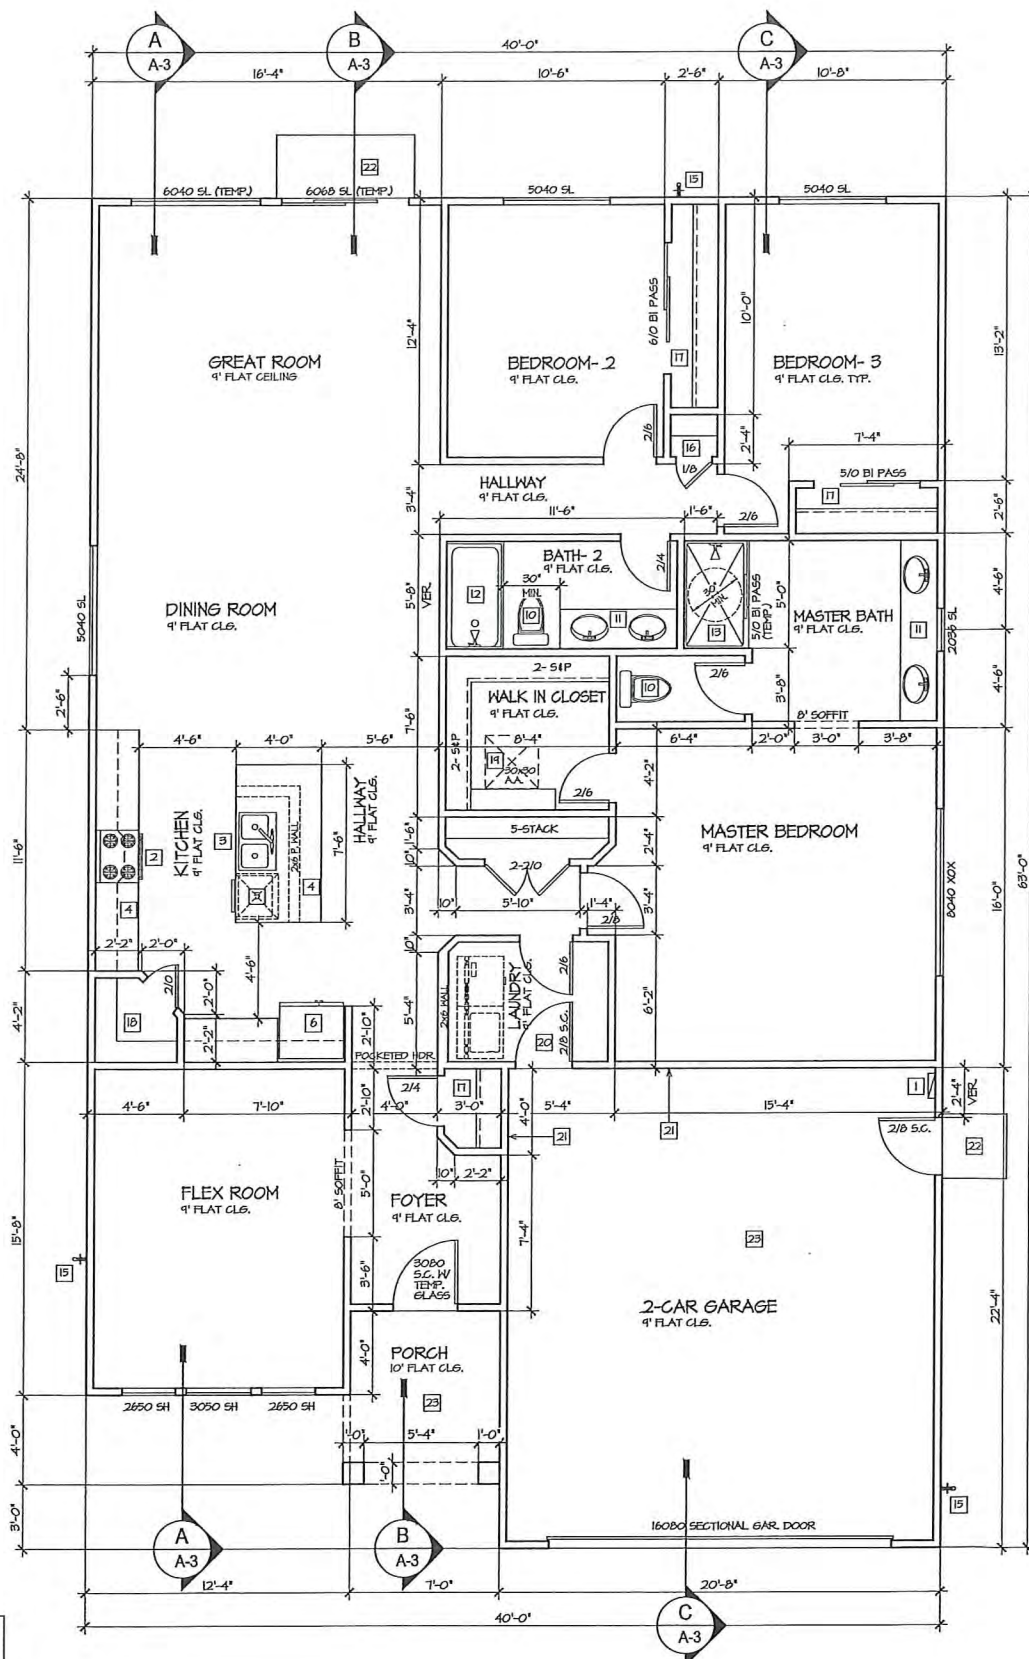 A
A-3
B
A-3
C
A-3
40'-0"
16'-4"
10'-6"
2'-6"
10'-8"
22
15
6040 SL (TEMP.)
6068 SL (TEMP.)
5040 SL
5040 SL
24'-8"
12'-4"
6/0 BI PASS
10'-0"
13'-2"
63'-0"
GREAT ROOM
9' FLAT CEILING
BEDROOM- 2
9' FLAT CLG.
17
BEDROOM- 3
9' FLAT CLG. TYP.
2/6
16
1/8
2'-4"
7'-4"
5/0 BI PASS
17
2'-6"
3'-4"
HALLWAY
9' FLAT CLG.
11'-6"
1'-6"
2/6
BATH- 2
9' FLAT CLG.
2/4
5'-8"
VER.
12
30"
MIN.
10
11
30"
MIN.
13
5/0 BI PASS
(TEMP.)
5'-0"
MASTER BATH
9' FLAT CLG.
11
4'-6"
2036 SL
4'-6"
5040 SL
DINING ROOM
9' FLAT CLG.
2'-6"
2- S&P
WALK IN CLOSET
9' FLAT CLG.
2- S&P
7'-6"
10
2/6
3'-8"
8' SOFFIT
4'-6"
4'-0"
5'-6"
8'-4"
6'-4"
2'-0"
3'-0"
3'-8"
19
30x30
A.A.
2/6
4'-2"
11'-6"
KITCHEN
9' FLAT CLG.
2
3
4
2x6 P. WALL
4
7'-6"
HALLWAY
9' FLAT CLG.
1'-6"
10"
5-STACK
2-2/0
2'-4"
MASTER BEDROOM
9' FLAT CLG.
8040 XOX
16'-0"
3'-4"
10"
5'-10"
1'-4"
2/8
3'-4"
10"
2'-2"
2'-0"
4'-6"
2/0
2'-0"
18
4'-2"
2'-2"
6
2'-10"
5'-4"
2x6 WALL
LAUNDRY
9' FLAT CLG.
2/6
20
2/8 S.C.
6'-2"
POCKETED HDR.
2/4
17
4'-6"
7'-10"
2'-10"
4'-0"
3'-0"
4'-0"
5'-4"
15'-4"
1
2'-4"
VER.
21
21
2/8 S.C.
22
10"
2'-2"
8' SOFFIT
5'-0"
FLEX ROOM
9' FLAT CLG.
FOYER
9' FLAT CLG.
15'-8"
15
3'-6"
3080
S.C. W/
TEMP.
GLASS
7'-4"
23
2-CAR GARAGE
9' FLAT CLG.
22'-4"
4'-0"
PORCH
10' FLAT CLG.
23
2650 SH
3050 SH
2650 SH
4'-0"
1'-0"
5'-4"
1'-0"
1'-0"
3'-0"
15
16080 SECTIONAL GAR. DOOR
A
A-3
B
A-3
12'-4"
7'-0"
20'-8"
40'-0"
C
A-3